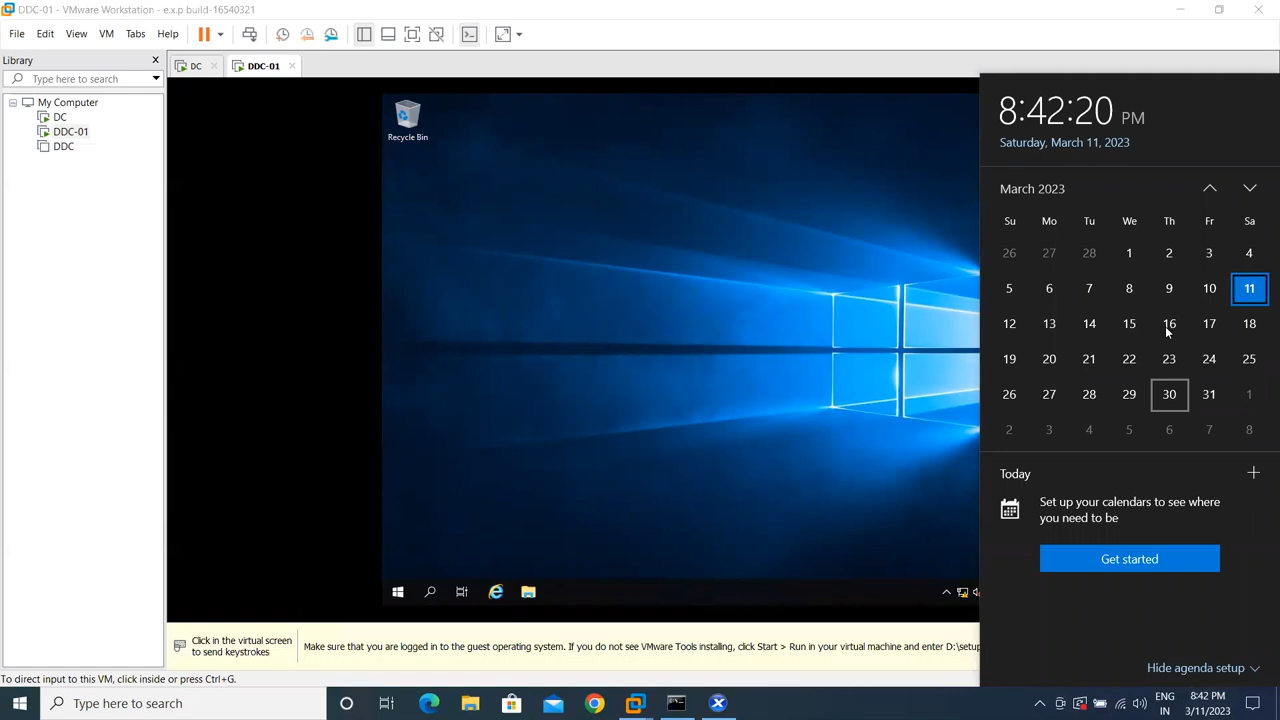 DDC-01 - VMware Workstation - e.x.p build-16540321
File Edit View VM Tabs Help
Library
Type here to search
My Computer
DC
DDC-01
DDC
DC
DDC-01
Recycle Bin
8:42:20 PM
Saturday, March 11, 2023
March 2023
Su Mo Tu We Th Fr Sa
26 27 28 1 2 3 4
5 6 7 8 9 10 11
12 13 14 15 16 17 18
19 20 21 22 23 24 25
26 27 28 29 30 31 1
2 3 4 5 6 7 8
Today
Set up your calendars to see where
you need to be
Get started
Hide agenda setup
Click in the virtual screen
to send keystrokes
Make sure that you are logged in to the guest operating system. If you do not see VMware Tools installing, click Start > Run in your virtual machine and enter D:\setup
To direct input to this VM, click inside or press Ctrl+G.
Type here to search
ENG
IN
8:42 PM
3/11/2023